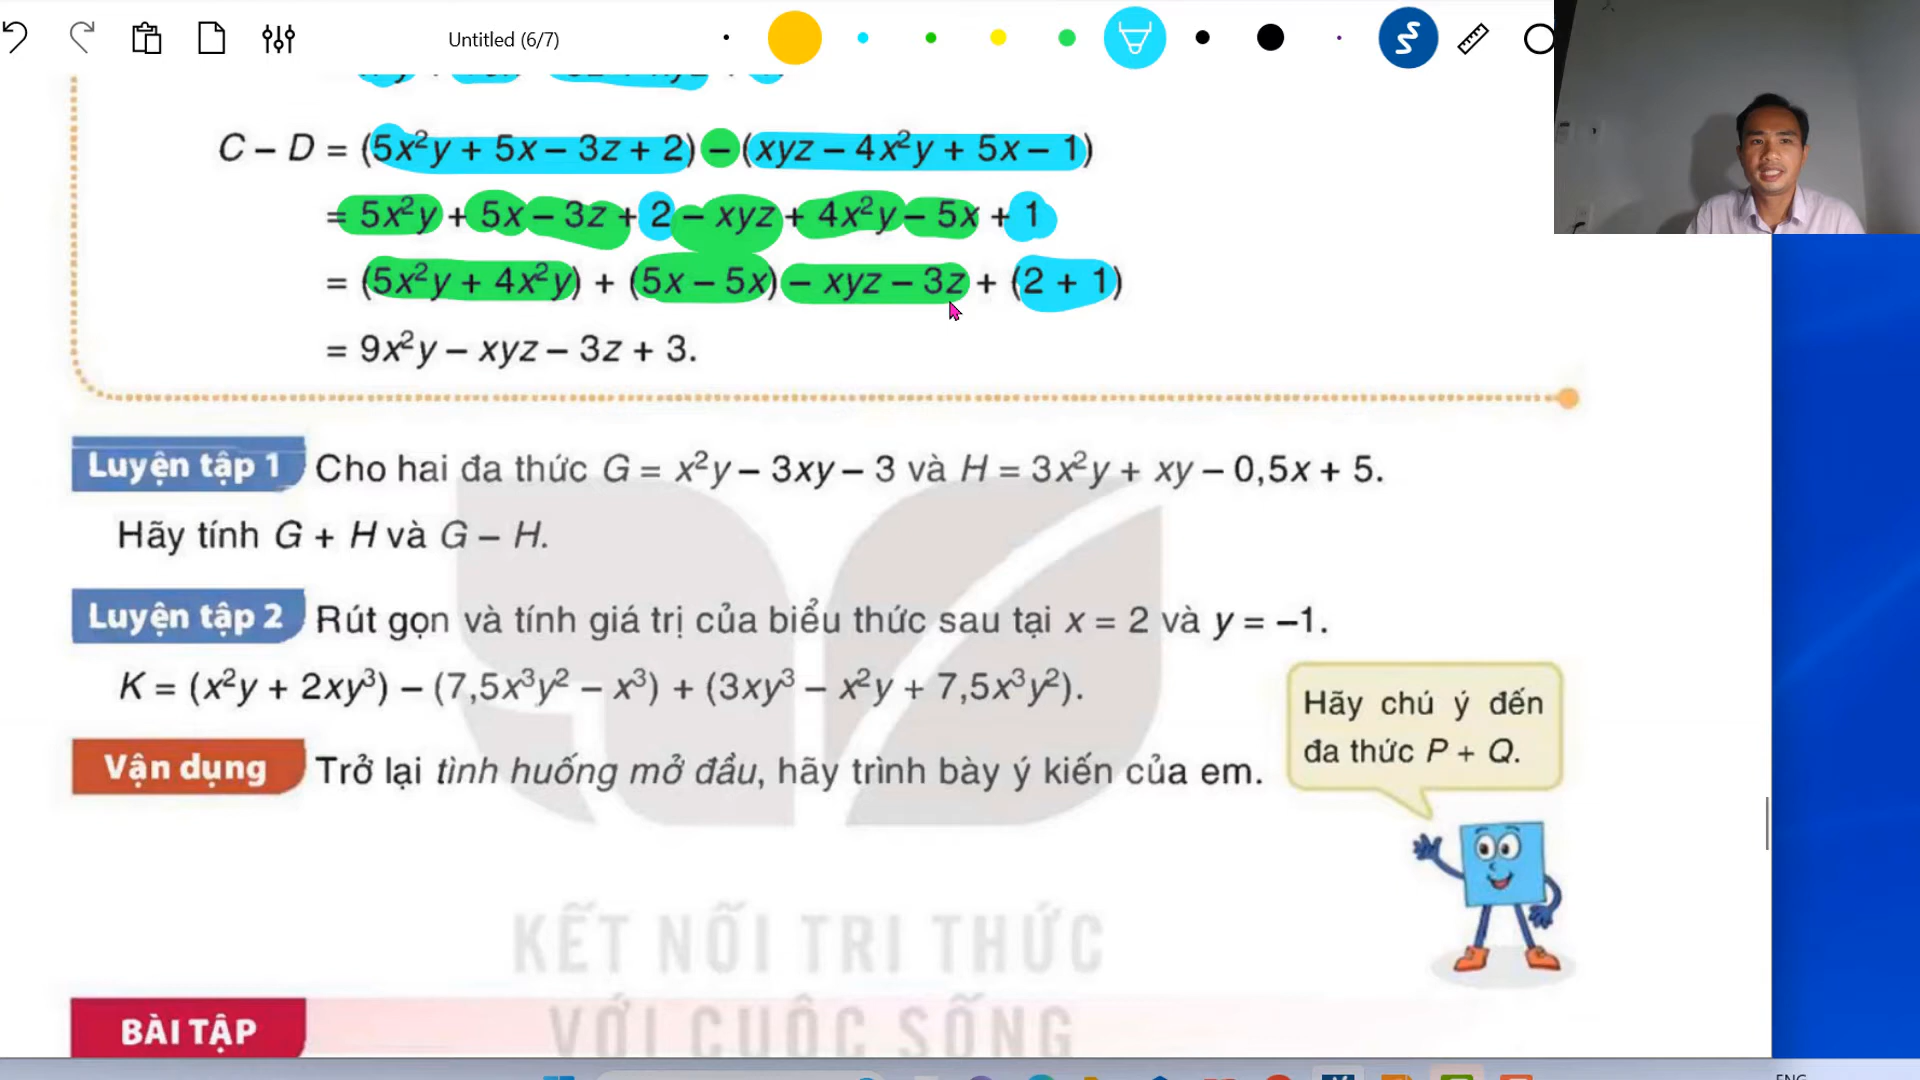 Untitled (6/7)
C – D = (5x²y + 5x – 3z + 2) – (xyz – 4x²y + 5x – 1)
= 5x²y + 5x – 3z + 2 – xyz + 4x²y – 5x + 1
= (5x²y + 4x²y) + (5x – 5x) – xyz – 3z + (2 + 1)
= 9x²y – xyz – 3z + 3.
Luyện tập 1 Cho hai đa thức G = x²y – 3xy – 3 và H = 3x²y + xy – 0,5x + 5.
Hãy tính G + H và G – H.
Luyện tập 2 Rút gọn và tính giá trị của biểu thức sau tại x = 2 và y = –1.
K = (x²y + 2xy³) – (7,5x³y² – x³) + (3xy³ – x²y + 7,5x³y²).
Hãy chú ý đến
đa thức P + Q.
Vận dụng Trở lại tình huống mở đầu, hãy trình bày ý kiến của em.
KẾT NỐI TRI THỨC
VỚI CUỘC SỐNG
BÀI TẬP
ENG